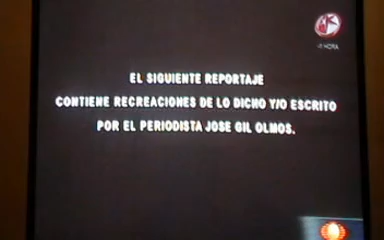 EL SIGUIENTE REPORTAJE
CONTIENE RECREACIONES DE LO DICHO Y/O ESCRITO
POR EL PERIODISTA JOSE GIL OLMOS.